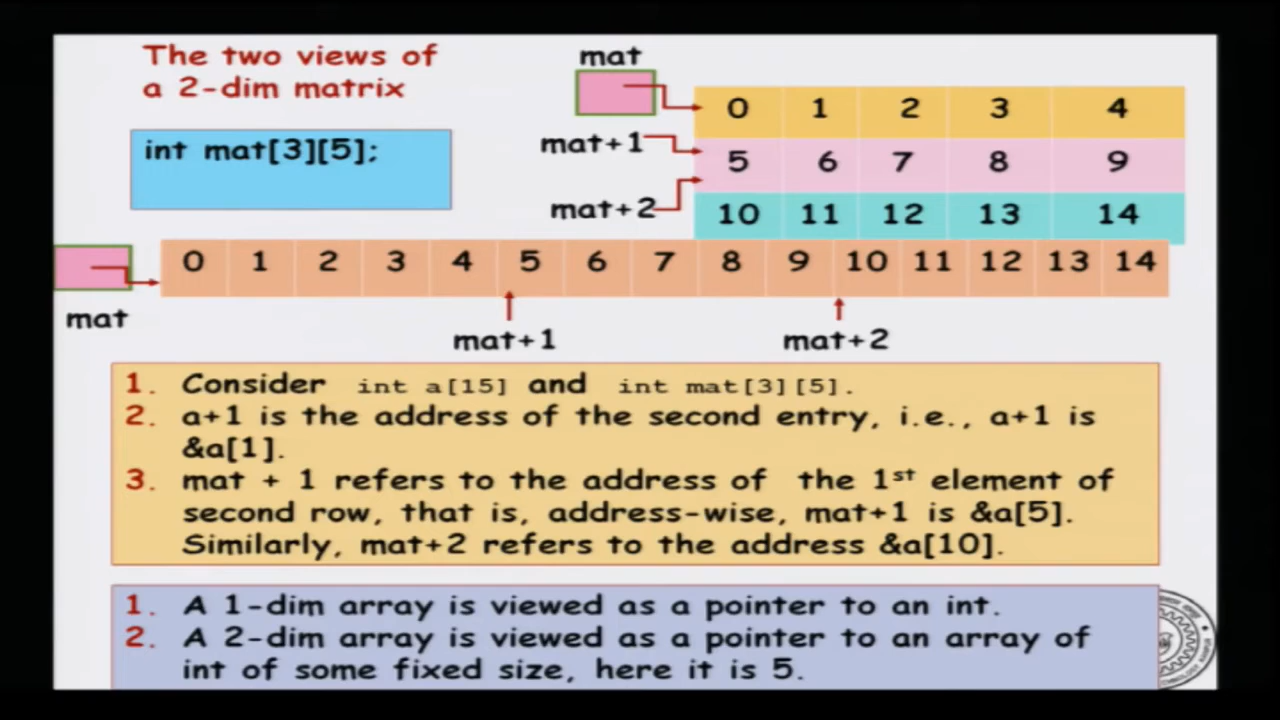 The two views of
a 2-dim matrix
int mat[3][5];
mat
0 1 2 3 4
mat+1
5 6 7 8 9
mat+2
10 11 12 13 14
0 1 2 3 4 5 6 7 8 9 10 11 12 13 14
mat
mat+1 mat+2
1. Consider int a[15] and int mat[3][5].
2. a+1 is the address of the second entry, i.e., a+1 is
&a[1].
3. mat + 1 refers to the address of the 1st element of
second row, that is, address-wise, mat+1 is &a[5].
Similarly, mat+2 refers to the address &a[10].
1. A 1-dim array is viewed as a pointer to an int.
2. A 2-dim array is viewed as a pointer to an array of
int of some fixed size, here it is 5.